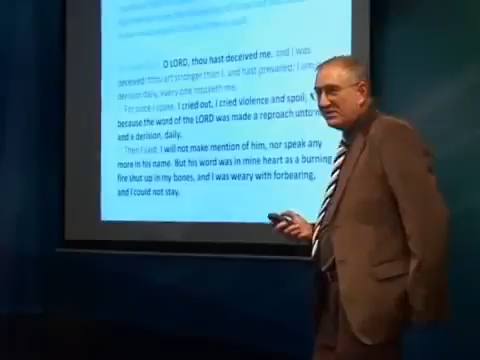 O LORD, thou hast deceived me, and I was
deceived: thou art stronger than I, and hast prevailed: I am
derision daily, every one mocketh me.
For since I spake, I cried out, I cried violence and spoil;
because the word of the LORD was made a reproach unto
and a derision, daily.
Then I said, I will not make mention of him, nor speak any
more in his name. But his word was in mine heart as a burning
fire shut up in my bones, and I was weary with forbearing,
and I could not stay.